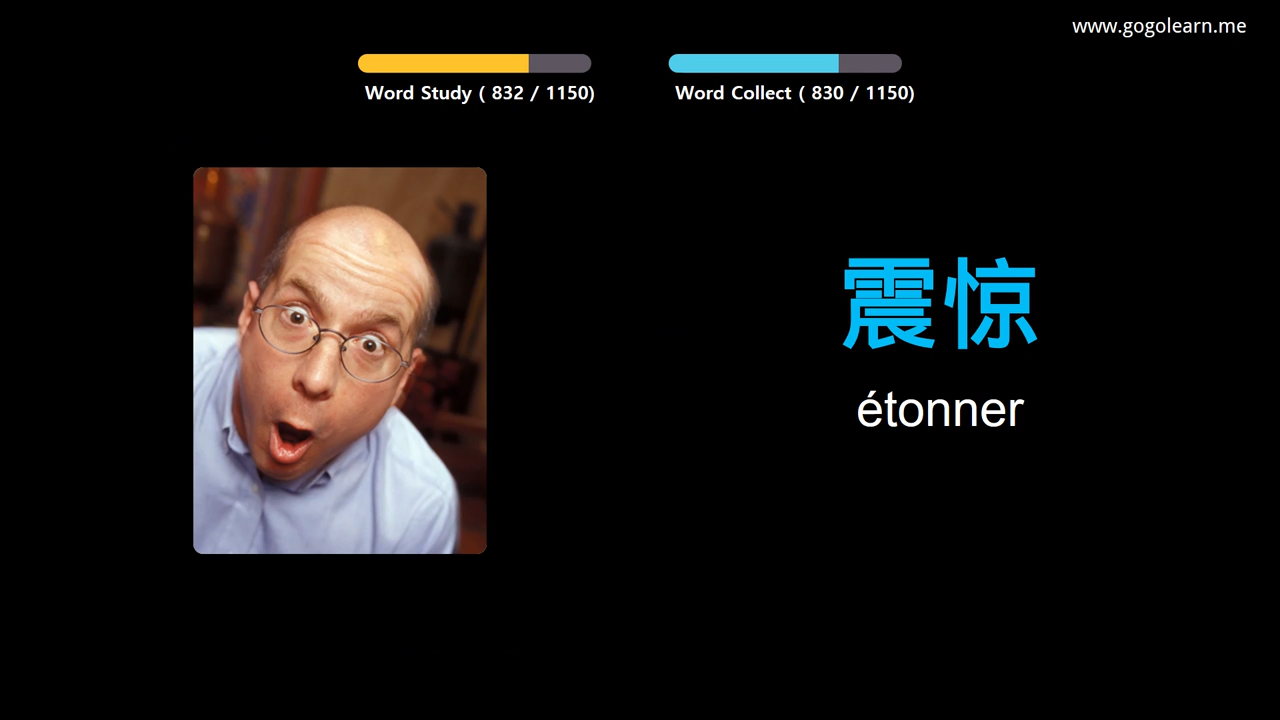 www.gogolearn.me
Word Study ( 832 / 1150)
Word Collect ( 830 / 1150)
震惊
étonner